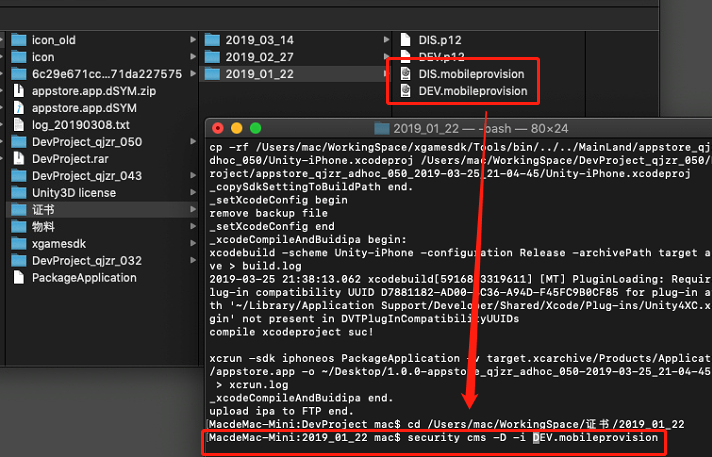 icon_old
icon
6c29e671cc...71da227575
appstore.app.dSYM.zip
appstore.app.dSYM
log_20190308.txt
DevProject_qjzr_050
DevProject.rar
DevProject_qjzr_043
Unity3D license
证书
物料
xgamesdk
DevProject_qjzr_032
PackageApplication
2019_03_14
2019_02_27
2019_01_22
DIS.p12
DEV.p12
DIS.mobileprovision
DEV.mobileprovision
2019_01_22 — -bash — 80×24
cp -rf /Users/mac/WorkingSpace/xgamesdk/Tools/bin/../../MainLand/appstore_qj
adhoc_050/Unity-iPhone.xcodeproj /Users/mac/WorkingSpace/DevProject_qjzr_050/
roject/appstore_qjzr_adhoc_050_2019-03-25_21-04-45/Unity-iPhone.xcodeproj
_copySdkSettingToBuildPath end.
_setXcodeConfig begin
remove backup file
_setXcodeConfig end
_xcodeCompileAndBuidipa begin:
xcodebuild -scheme Unity-iPhone -configuration Release -archivePath target a
ve > build.log
2019-03-25 21:38:13.062 xcodebuild[5916 3319611] [MT] PluginLoading: Requir
lug-in compatibility UUID D7881182-AD00- C36-A94D-F45FC9B0CF85 for plug-in a
th '~/Library/Application Support/Developer/Shared/Xcode/Plug-ins/Unity4XC.x
gin' not present in DVTPlugInCompatibilityUUIDs
compile xcodeproject suc!
xcrun -sdk iphoneos PackageApplication -v target.xcarchive/Products/Applicat
/appstore.app -o ~/Desktop/1.0.0-appstore_qjzr_adhoc_050-2019-03-25_21-04-45
> xcrun.log
_xcodeCompileAndBuidipa end.
upload ipa to FTP end.
[MacdeMac-Mini:DevProject mac$ cd /Users/mac/WorkingSpace/证书/2019_01_22
[MacdeMac-Mini:2019_01_22 mac$ security cms -D -i DEV.mobileprovision